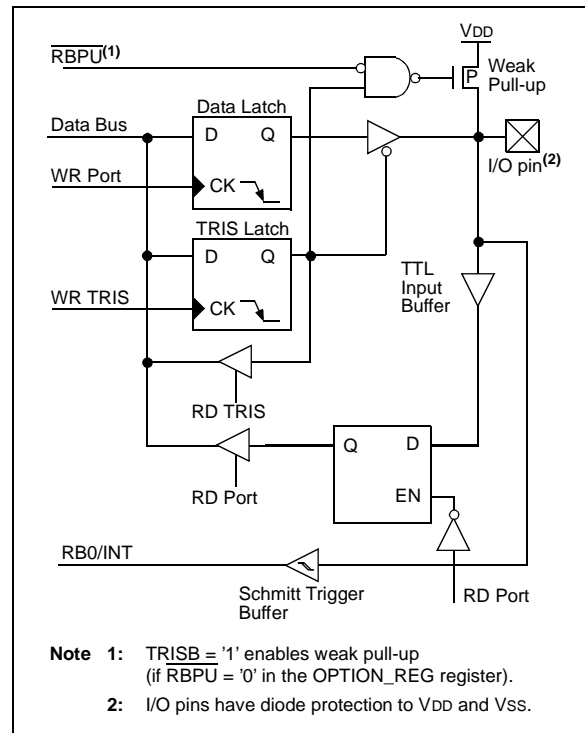 VDD
RBPU(1)
P
Weak
Pull-up
Data Latch
Data Bus
D Q
I/O pin(2)
WR Port
CK
TRIS Latch
D Q
TTL
Input
Buffer
WR TRIS
CK
RD TRIS
Q D
RD Port
EN
RB0/INT
Schmitt Trigger
Buffer
RD Port
Note 1: TRISB = '1' enables weak pull-up
(if RBPU = '0' in the OPTION_REG register).
2: I/O pins have diode protection to VDD and VSS.